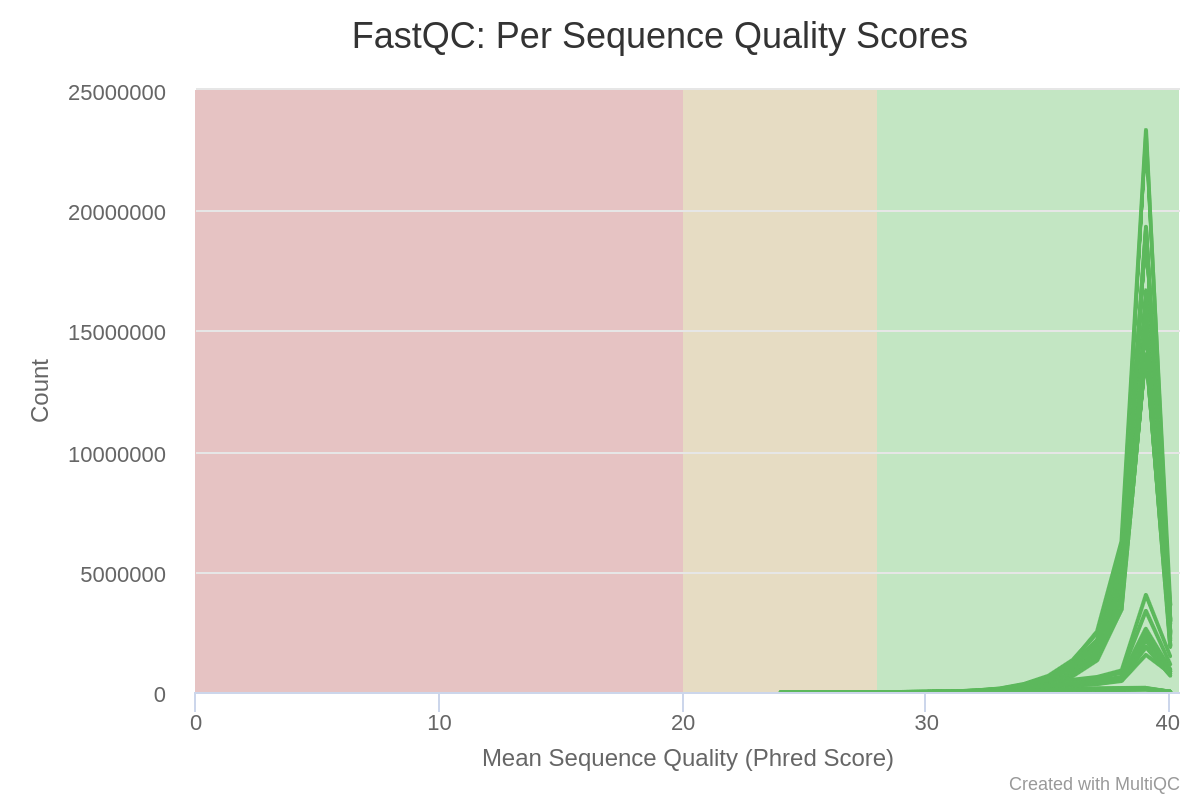 FastQC: Per Sequence Quality Scores
25000000
20000000
15000000
10000000
5000000
0
Count
0 10 20 30 40
Mean Sequence Quality (Phred Score)
Created with MultiQC